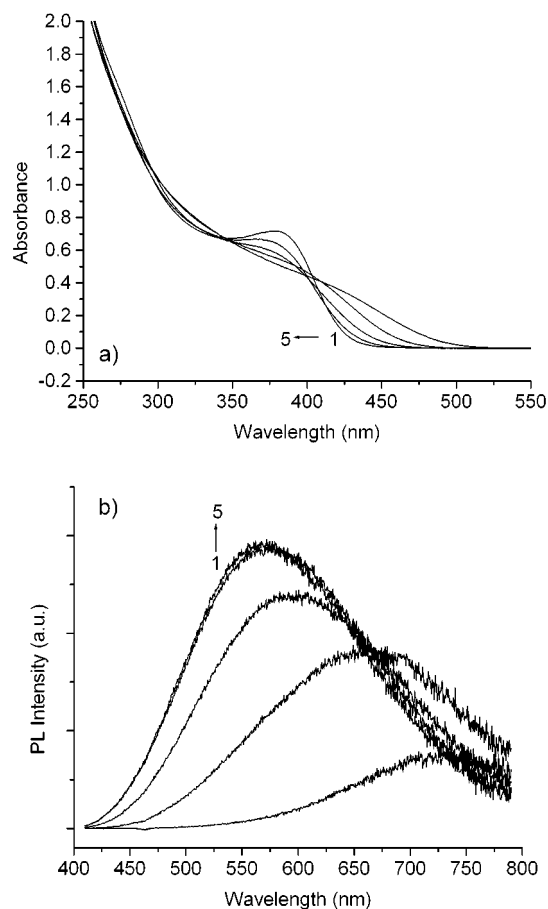 2.0
1.8
1.6
1.4
1.2
1.0
0.8
0.6
0.4
0.2
0.0
-0.2
Absorbance
5 ← 1
a)
250 300 350 400 450 500 550
Wavelength (nm)
b)
5
1
PL Intensity (a.u.)
400 450 500 550 600 650 700 750 800
Wavelength (nm)